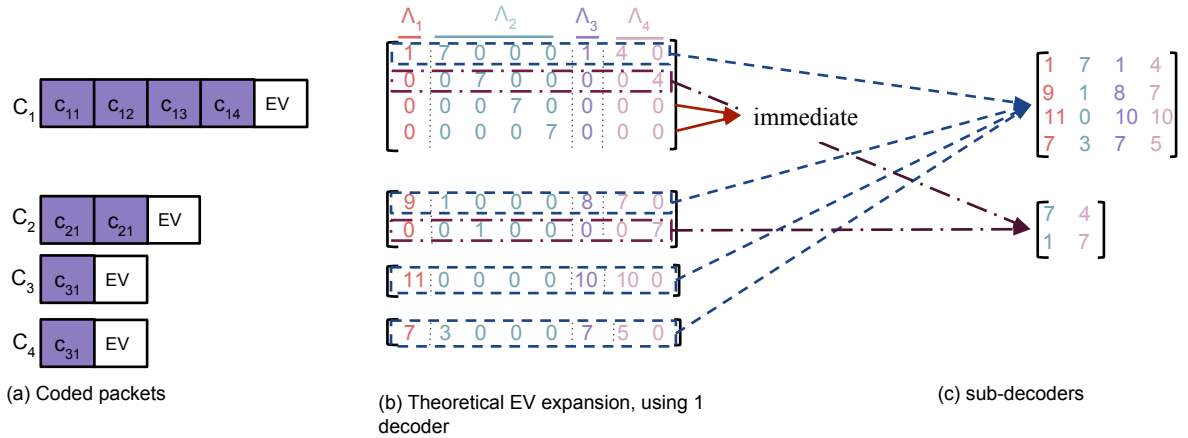 Λ1 Λ2 Λ3 Λ4
C1 c11 c12 c13 c14 EV
1 7 0 0 0 1 4 0
0 0 7 0 0 0 0 4
0 0 0 7 0 0 0 0
0 0 0 0 7 0 0 0
immediate
1 7 1 4
9 1 8 7
11 0 10 10
7 3 7 5
C2 c21 c21 EV
9 1 0 0 0 8 7 0
0 0 1 0 0 0 0 7
7 4
1 7
C3 c31 EV
11 0 0 0 0 10 10 0
C4 c31 EV
7 3 0 0 0 7 5 0
(a) Coded packets
(b) Theoretical EV expansion, using 1
decoder
(c) sub-decoders